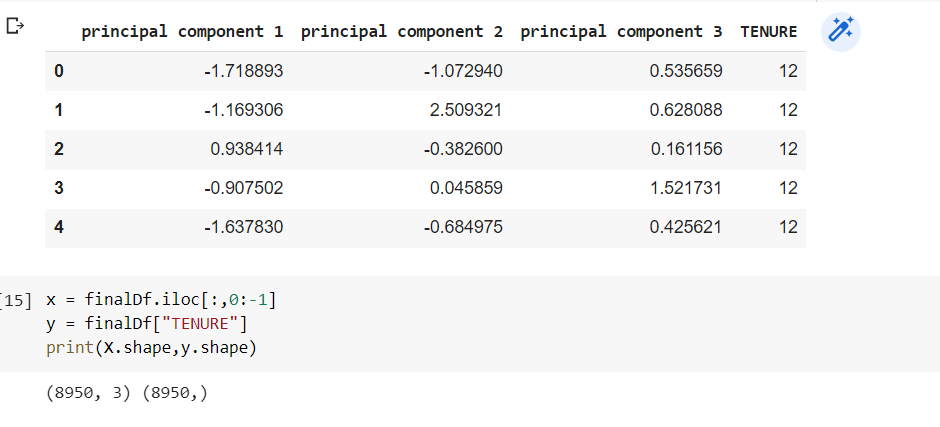 principal component 1 principal component 2 principal component 3 TENURE
0 -1.718893 -1.072940 0.535659 12
1 -1.169306 2.509321 0.628088 12
2 0.938414 -0.382600 0.161156 12
3 -0.907502 0.045859 1.521731 12
4 -1.637830 -0.684975 0.425621 12
[15] x = finalDf.iloc[:,0:-1]
y = finalDf["TENURE"]
print(X.shape,y.shape)
(8950, 3) (8950,)